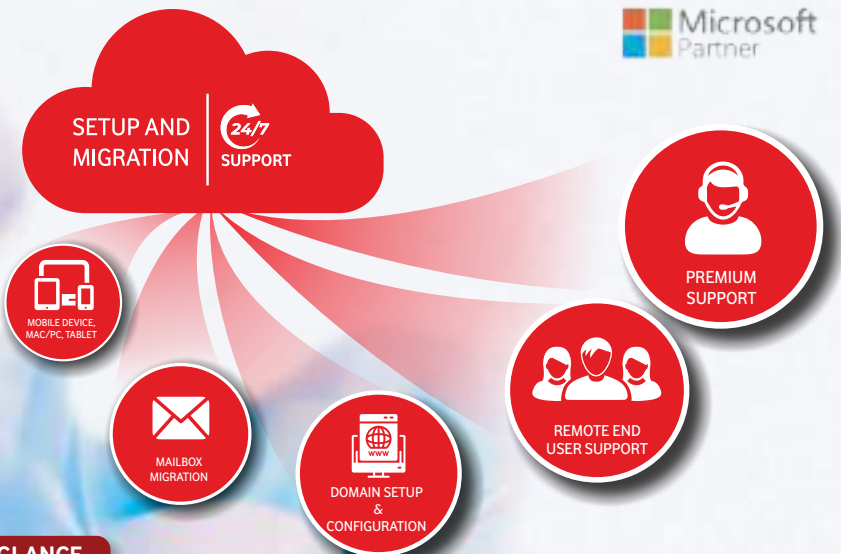 Microsoft
Partner
SETUP AND
MIGRATION
24/7
SUPPORT
PREMIUM
SUPPORT
MOBILE DEVICE,
MAC/PC, TABLET
REMOTE END
USER SUPPORT
MAILBOX
MIGRATION
WWW
DOMAIN SETUP
&
CONFIGURATION
GLANCE